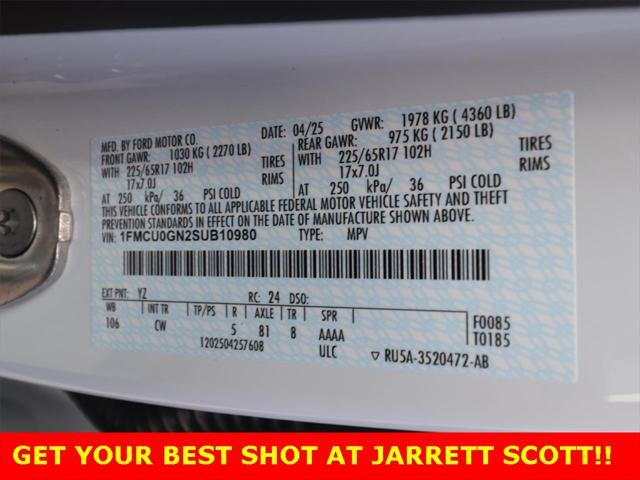 MFD. BY FORD MOTOR CO. DATE: 04/25 GVWR: 1978 KG ( 4360 LB)
FRONT GAWR: 1030 KG ( 2270 LB) REAR GAWR: 975 KG ( 2150 LB)
WITH 225/65R17 102H TIRES WITH 225/65R17 102H TIRES
17x7.0J RIMS 17x7.0J RIMS
AT 250 kPa/ 36 PSI COLD AT 250 kPa/ 36 PSI COLD
THIS VEHICLE CONFORMS TO ALL APPLICABLE FEDERAL MOTOR VEHICLE SAFETY AND BUMPER
STANDARDS AND THEFT PREVENTION STANDARDS IN EFFECT ON THE DATE OF MANUFACTURE SHOWN ABOVE.
VIN: 1FMCU0GN2SUB10980 TYPE: MPV
EXT PNT: YZ RC: 24 DSO:
WB INT TR TP/PS R AXLE TR SPR F0085
106 CW 5 81 8 AAAA T0185
1202504257608 ULC ▽ RU5A-3520472-AB
GET YOUR BEST SHOT AT JARRETT SCOTT!!